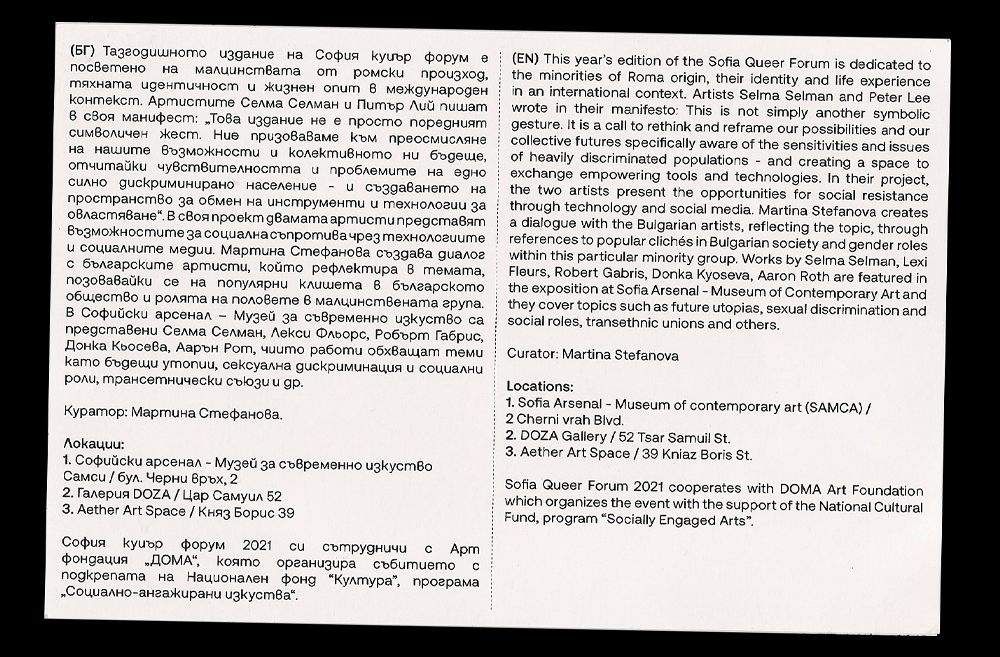 (БГ) Тазгодишното издание на София куиър форум е
посветено на малцинствата от ромски произход,
тяхната идентичност и жизнен опит в международен
контекст. Артистите Селма Селман и Питър Лий пишат
в своя манифест: „Това издание не е просто поредният
символичен жест. Ние призоваваме към преосмисляне
на нашите възможности и колективното ни бъдеще,
отчитайки чувствителността и проблемите на едно
силно дискриминирано население - и създаването на
пространство за обмен на инструменти и технологии за
овластяване“. В своя проект двамата артисти представят
възможностите за социална съпротива чрез технологиите
и социалните медии. Мартина Стефанова създава диалог
с българските артисти, който рефлектира в темата,
позовавайки се на популярни клишета в българското
общество и ролята на половете в малцинствената група.
В Софийски арсенал – Музей за съвременно изкуство са
представени Селма Селман, Лекси Фльорс, Робърт Габрис,
Донка Кьосева, Аарън Рот, чиито работи обхващат теми
като бъдещи утопии, сексуална дискриминация и социални
роли, трансетнически съюзи и др.
Куратор: Мартина Стефанова.
Локации:
1. Софийски арсенал – Музей за съвременно изкуство
Самси / бул. Черни връх, 2
2. Галерия DOZA / Цар Самуил 52
3. Aether Art Space / Княз Борис 39
София куиър форум 2021 си сътрудничи с Арт
фондация „ДОМА“, която организира събитието с
подкрепата на Национален фонд “Култура”, програма
„Социално-ангажирани изкуства“.
(EN) This year’s edition of the Sofia Queer Forum is dedicated to
the minorities of Roma origin, their identity and life experience
in an international context. Artists Selma Selman and Peter Lee
wrote in their manifesto: This is not simply another symbolic
gesture. It is a call to rethink and reframe our possibilities and our
collective futures specifically aware of the sensitivities and issues
of heavily discriminated populations - and creating a space to
exchange empowering tools and technologies. In their project,
the two artists present the opportunities for social resistance
through technology and social media. Martina Stefanova creates
a dialogue with the Bulgarian artists, reflecting the topic, through
references to popular clichés in Bulgarian society and gender roles
within this particular minority group. Works by Selma Selman, Lexi
Fleurs, Robert Gabris, Donka Kyoseva, Aaron Roth are featured in
the exposition at Sofia Arsenal - Museum of Contemporary Art and
they cover topics such as future utopias, sexual discrimination and
social roles, transethnic unions and others.
Curator: Martina Stefanova
Locations:
1. Sofia Arsenal - Museum of contemporary art (SAMCA) /
2 Cherni vrah Blvd.
2. DOZA Gallery / 52 Tsar Samuil St.
3. Aether Art Space / 39 Kniaz Boris St.
Sofia Queer Forum 2021 cooperates with DOMA Art Foundation
which organizes the event with the support of the National Cultural
Fund, program “Socially Engaged Arts”.